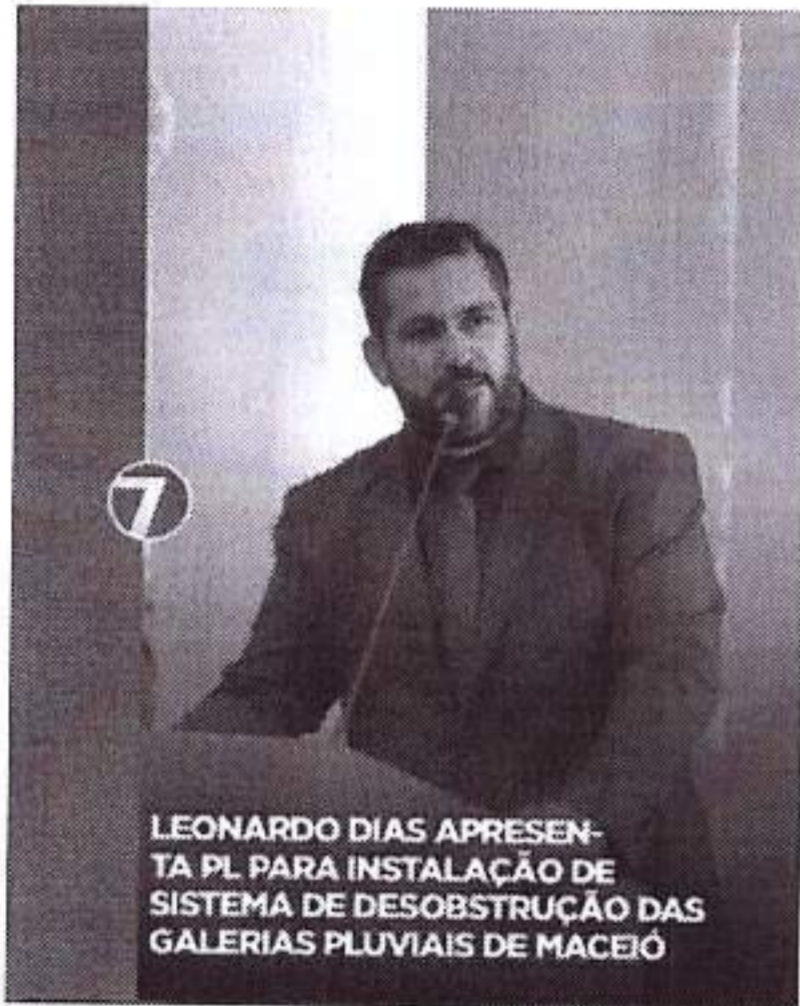 7
LEONARDO DIAS APRESEN-
TA PL PARA INSTALAÇÃO DE
SISTEMA DE DESOBSTRUÇÃO DAS
GALERIAS PLUVIAIS DE MACEIÓ